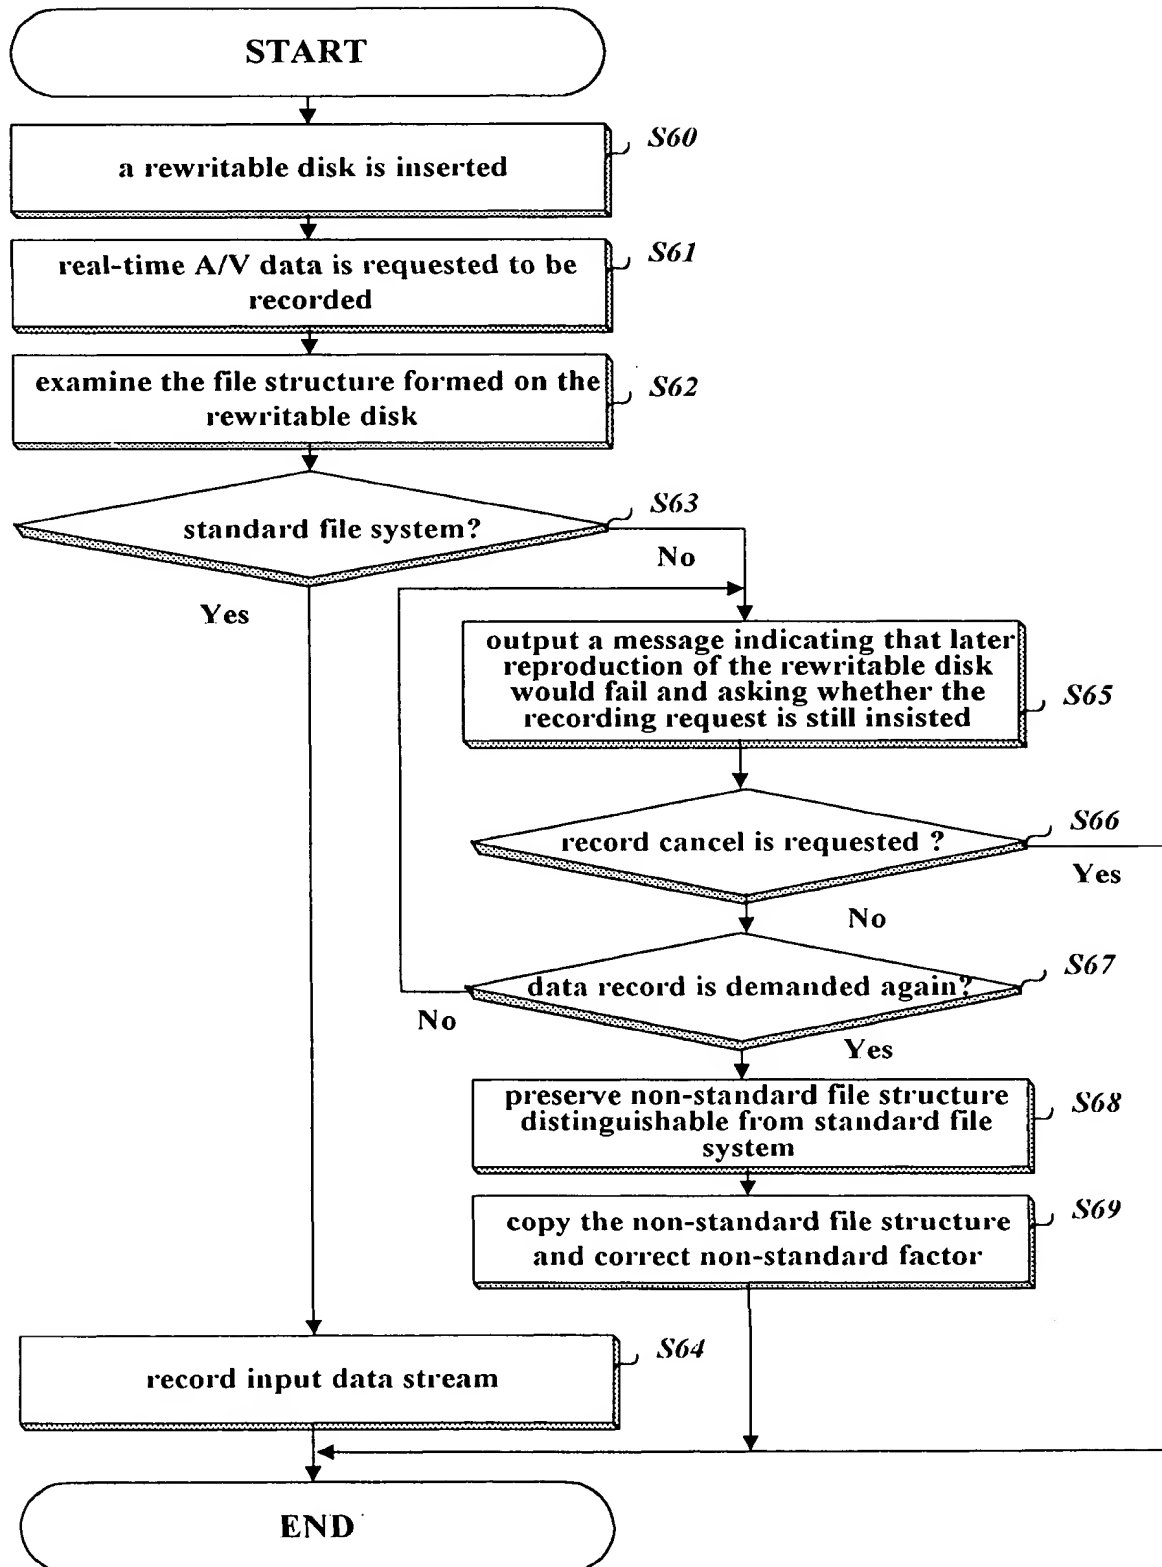 START
a rewritable disk is inserted
S60
real-time A/V data is requested to be
recorded
S61
examine the file structure formed on the
rewritable disk
S62
standard file system?
S63
No
Yes
output a message indicating that later
reproduction of the rewritable disk
would fail and asking whether the
recording request is still insisted
S65
record cancel is requested ?
S66
Yes
No
data record is demanded again?
S67
No
Yes
preserve non-standard file structure
distinguishable from standard file
system
S68
copy the non-standard file structure
and correct non-standard factor
S69
record input data stream
S64
END